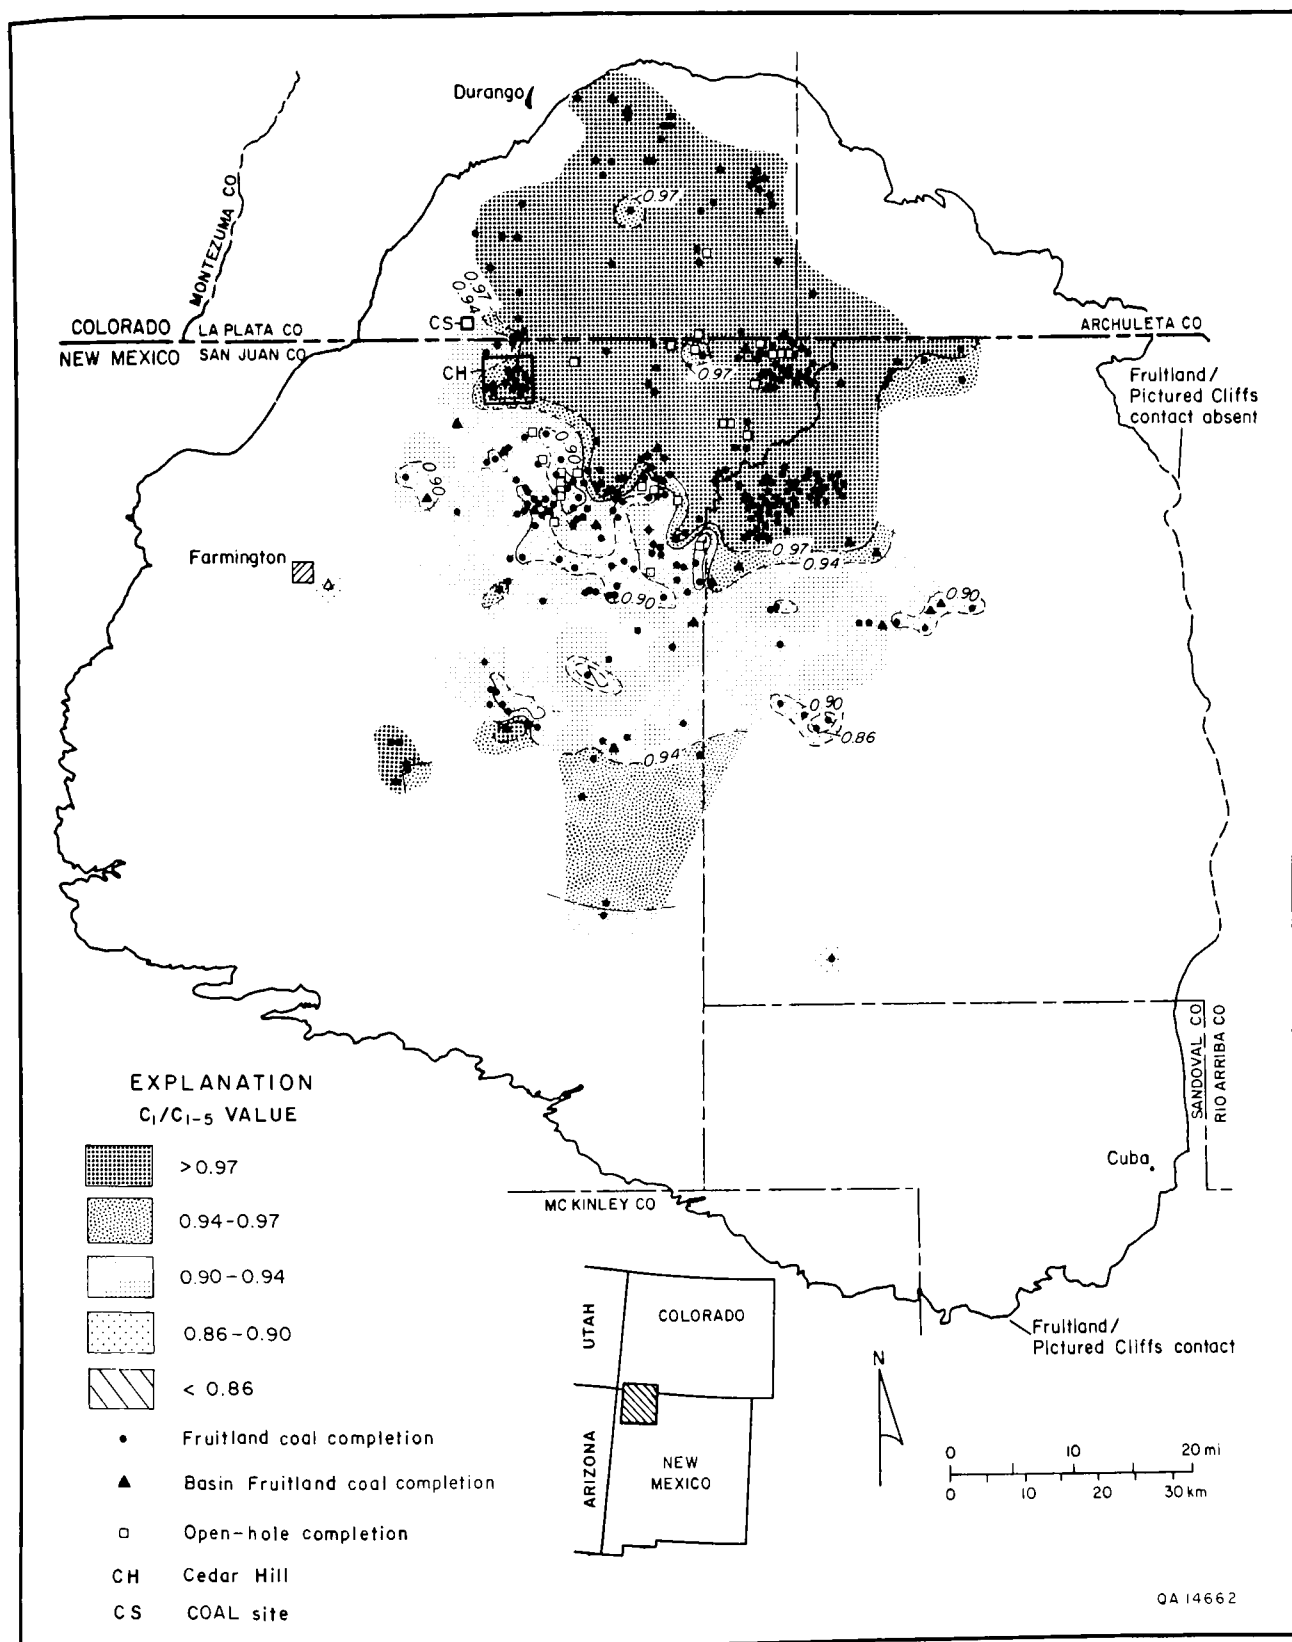 Durango
MONTEZUMA CO
0.97
0.97
0.94
CS
COLORADO
LA PLATA CO
ARCHULETA CO
NEW MEXICO
SAN JUAN CO
CH
0.97
Fruitland/
Pictured Cliffs
contact absent
0.90
0.90
Farmington
0.97
0.94
0.90
0.90
0.90
0.86
0.94
SANDOVAL CO
RIO ARRIBA CO
Cuba
MC KINLEY CO
Fruitland/
Pictured Cliffs contact
EXPLANATION
C1/C1-5 VALUE
>0.97
0.94-0.97
0.90-0.94
0.86-0.90
< 0.86
Fruitland coal completion
Basin Fruitland coal completion
Open-hole completion
CH Cedar Hill
CS COAL site
UTAH
COLORADO
ARIZONA
NEW
MEXICO
N
0 10 20 mi
0 10 20 30 km
QA 14662